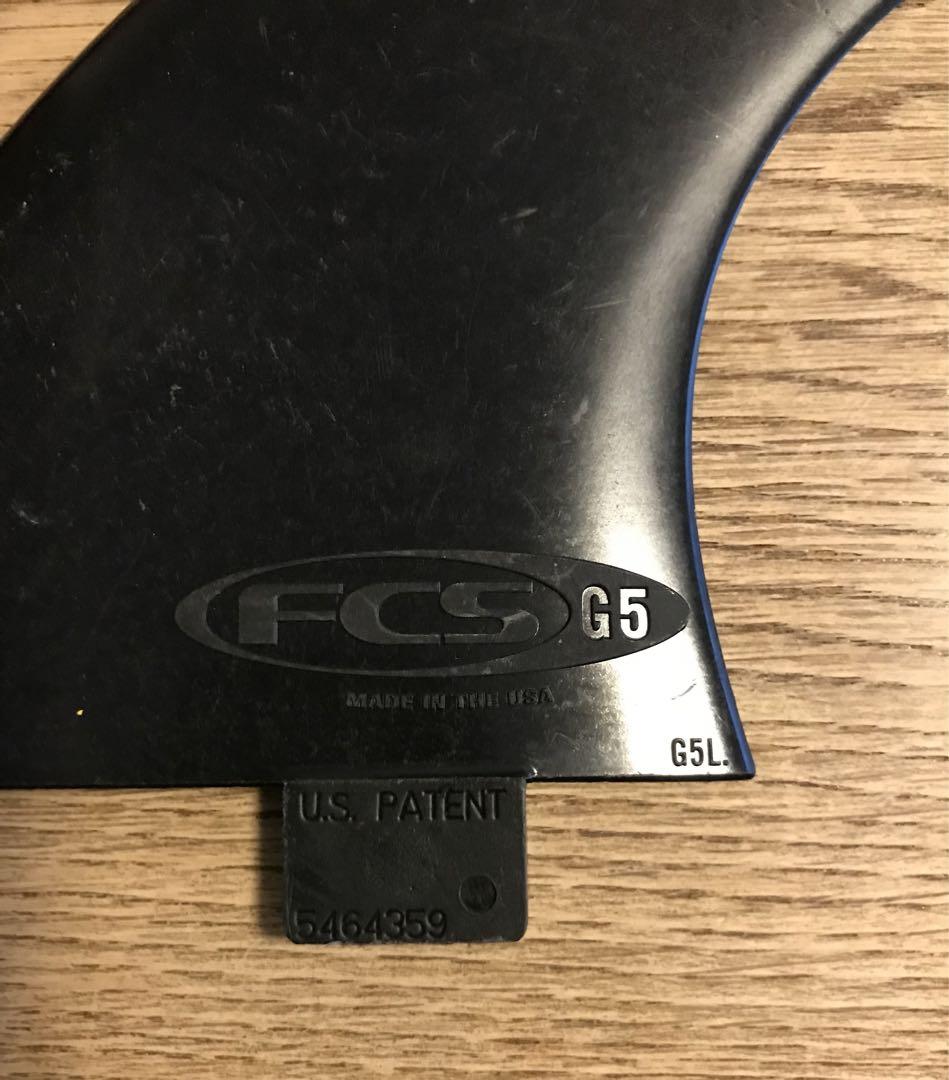 FCS G5
MADE IN THE USA
G5L.
U.S. PATENT
5464359